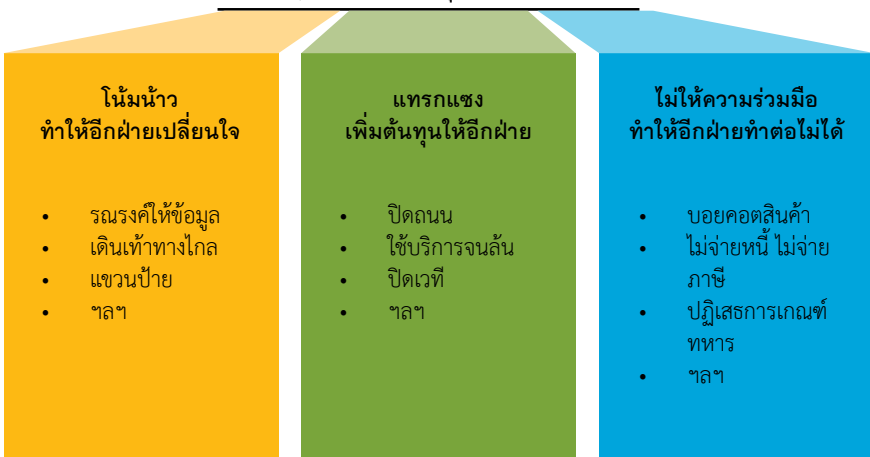 โน้มน้าว
ทำให้อีกฝ่ายเปลี่ยนใจ
• รณรงค์ให้ข้อมูล
• เดินเท้าทางไกล
• แขวนป้าย
• ฯลฯ
แทรกแซง
เพิ่มต้นทุนให้อีกฝ่าย
• ปิดถนน
• ใช้บริการจนล้น
• ปิดเวที
• ฯลฯ
ไม่ให้ความร่วมมือ
ทำให้อีกฝ่ายทำต่อไม่ได้
• บอยคอตสินค้า
• ไม่จ่ายหนี้ ไม่จ่าย
ภาษี
• ปฏิเสธการเกณฑ์
ทหาร
• ฯลฯ